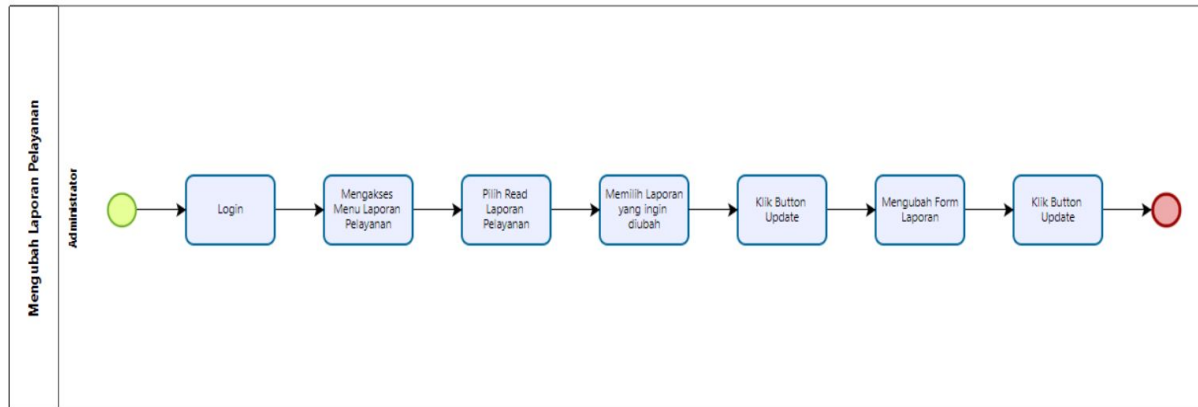 Mengubah Laporan Pelayanan
Administrator
Login
Mengakses
Menu Laporan
Pelayanan
Pilih Read
Laporan
Pelayanan
Memilih Laporan
yang ingin
diubah
Klik Button
Update
Mengubah Form
Laporan
Klik Button
Update